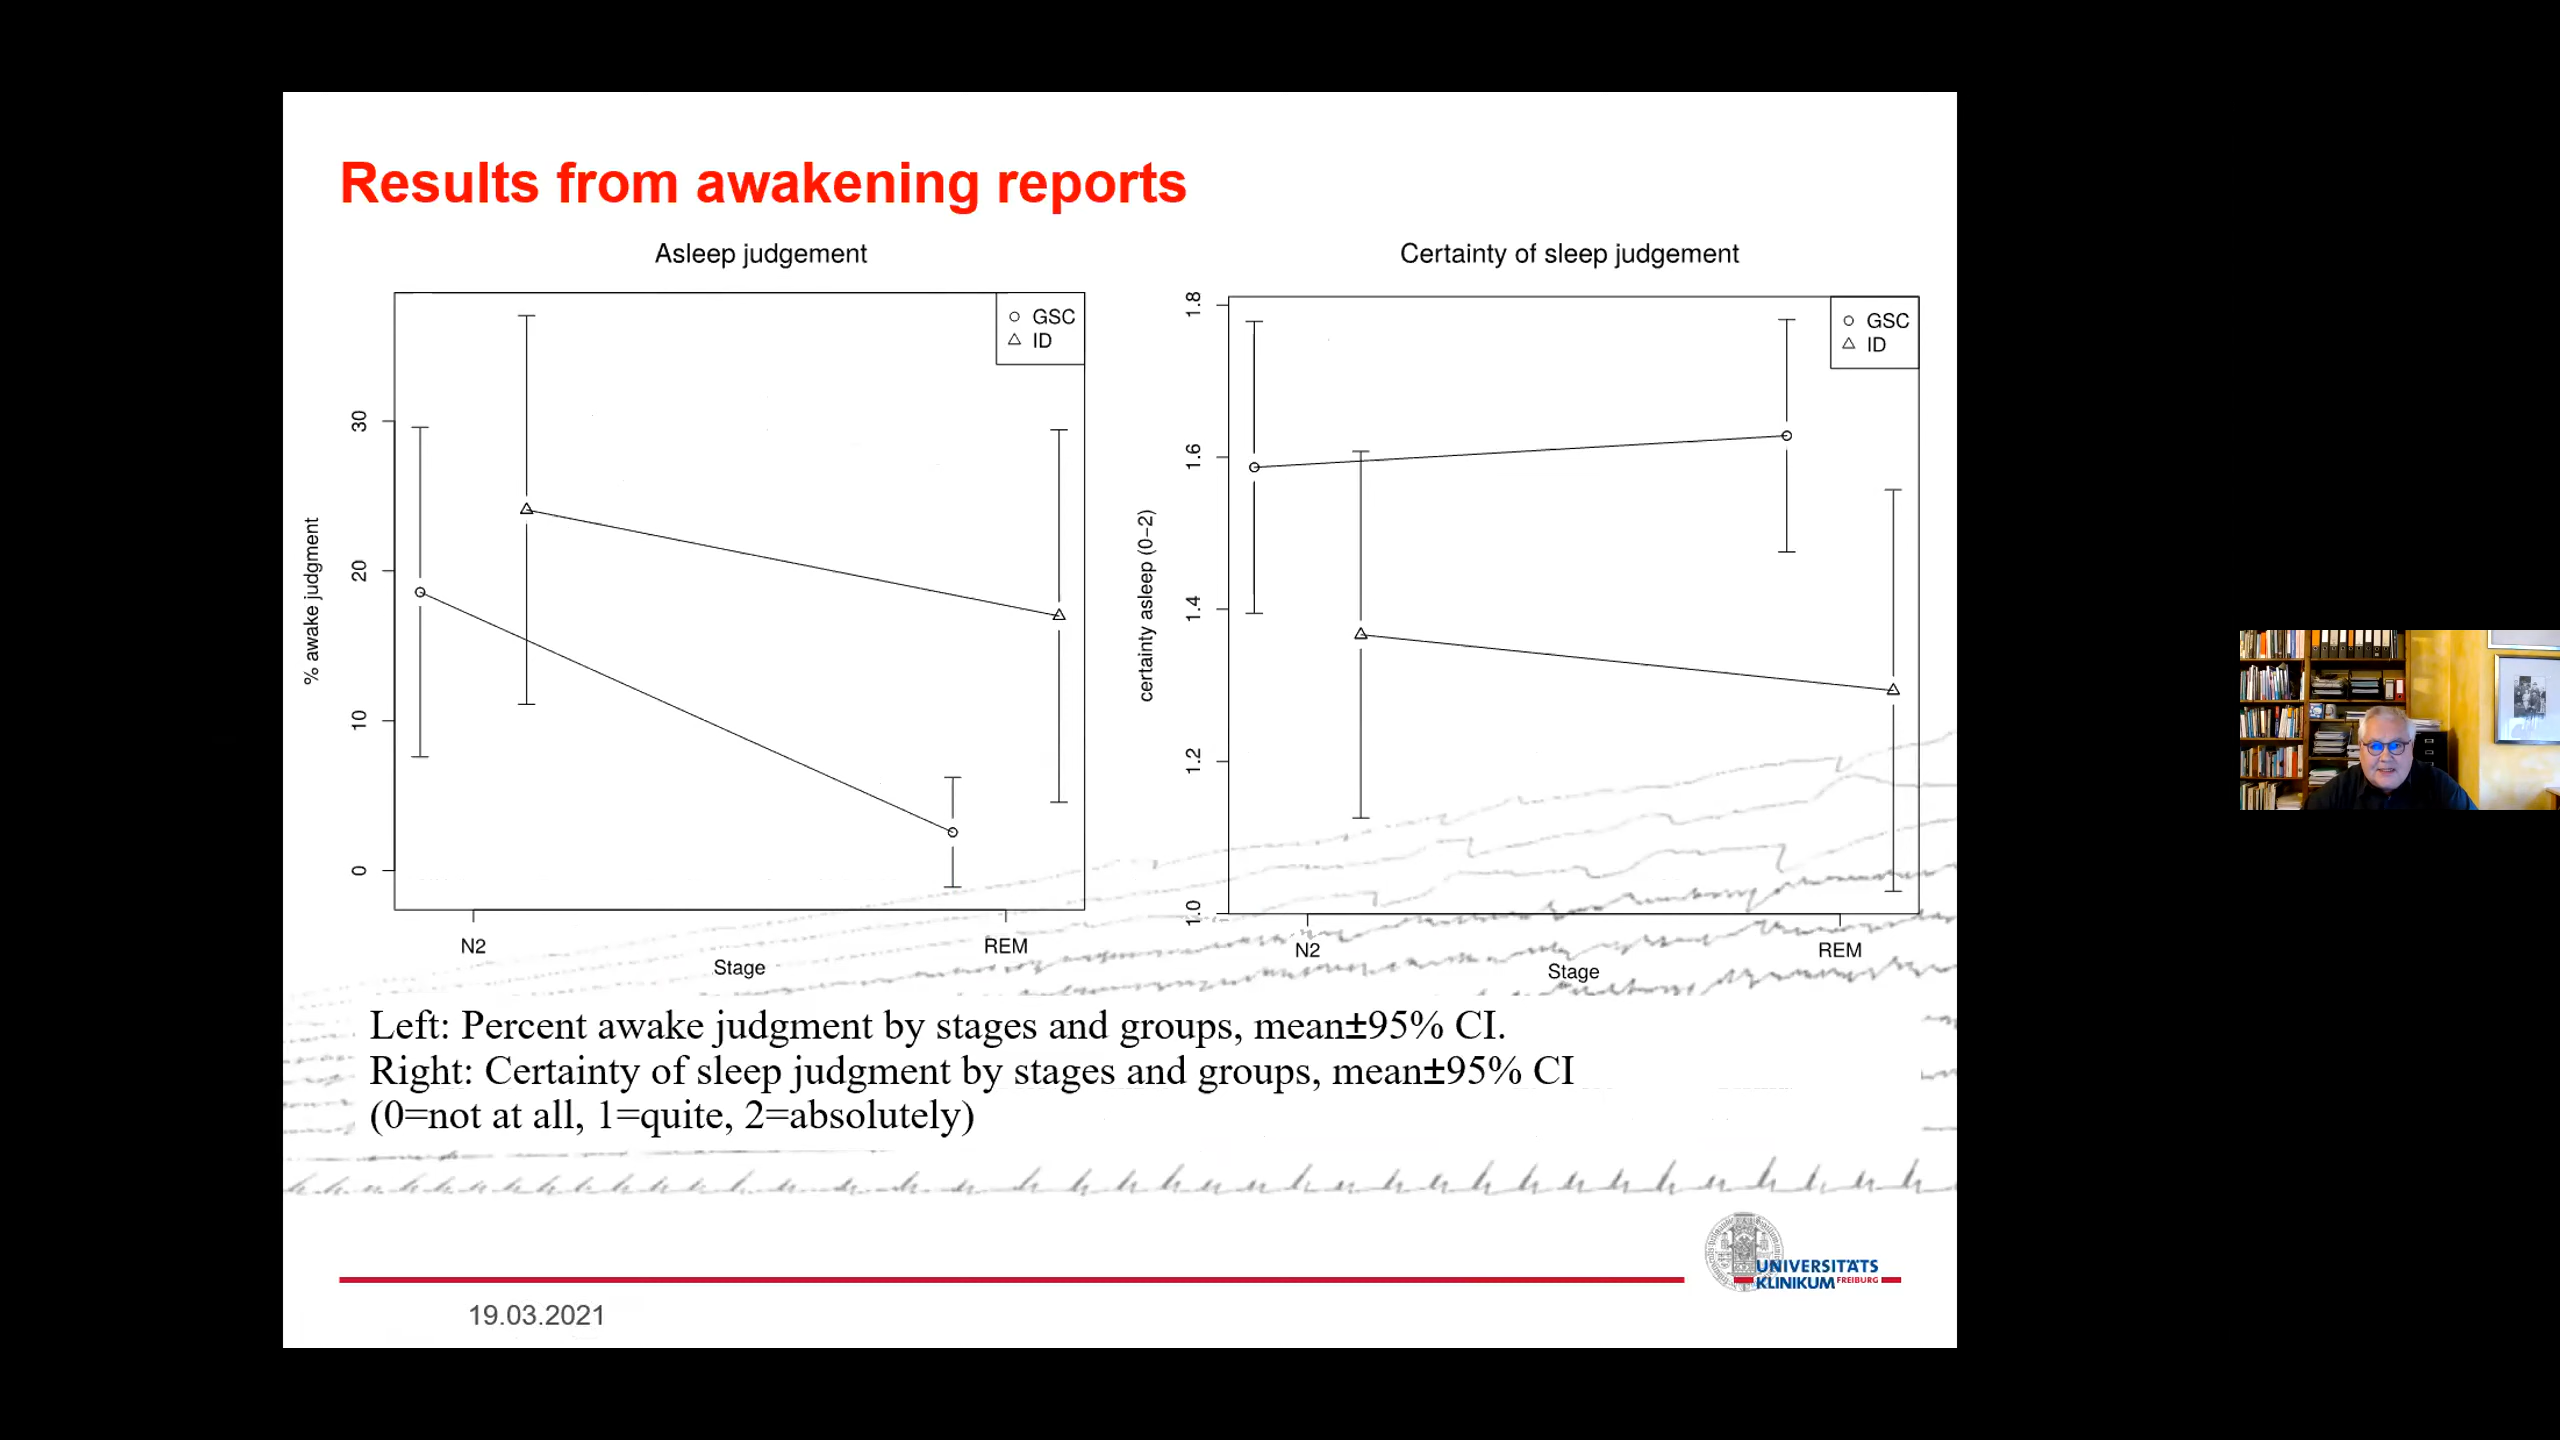 Results from awakening reports
Asleep judgement
GSC
ID
% awake judgment
30
20
10
0
N2
REM
Stage
Certainty of sleep judgement
GSC
ID
certainty asleep (0−2)
1.8
1.6
1.4
1.2
1.0
N2
REM
Stage
Left: Percent awake judgment by stages and groups, mean±95% CI.
Right: Certainty of sleep judgment by stages and groups, mean±95% CI
(0=not at all, 1=quite, 2=absolutely)
UNIVERSITÄTS
KLINIKUM FREIBURG
19.03.2021